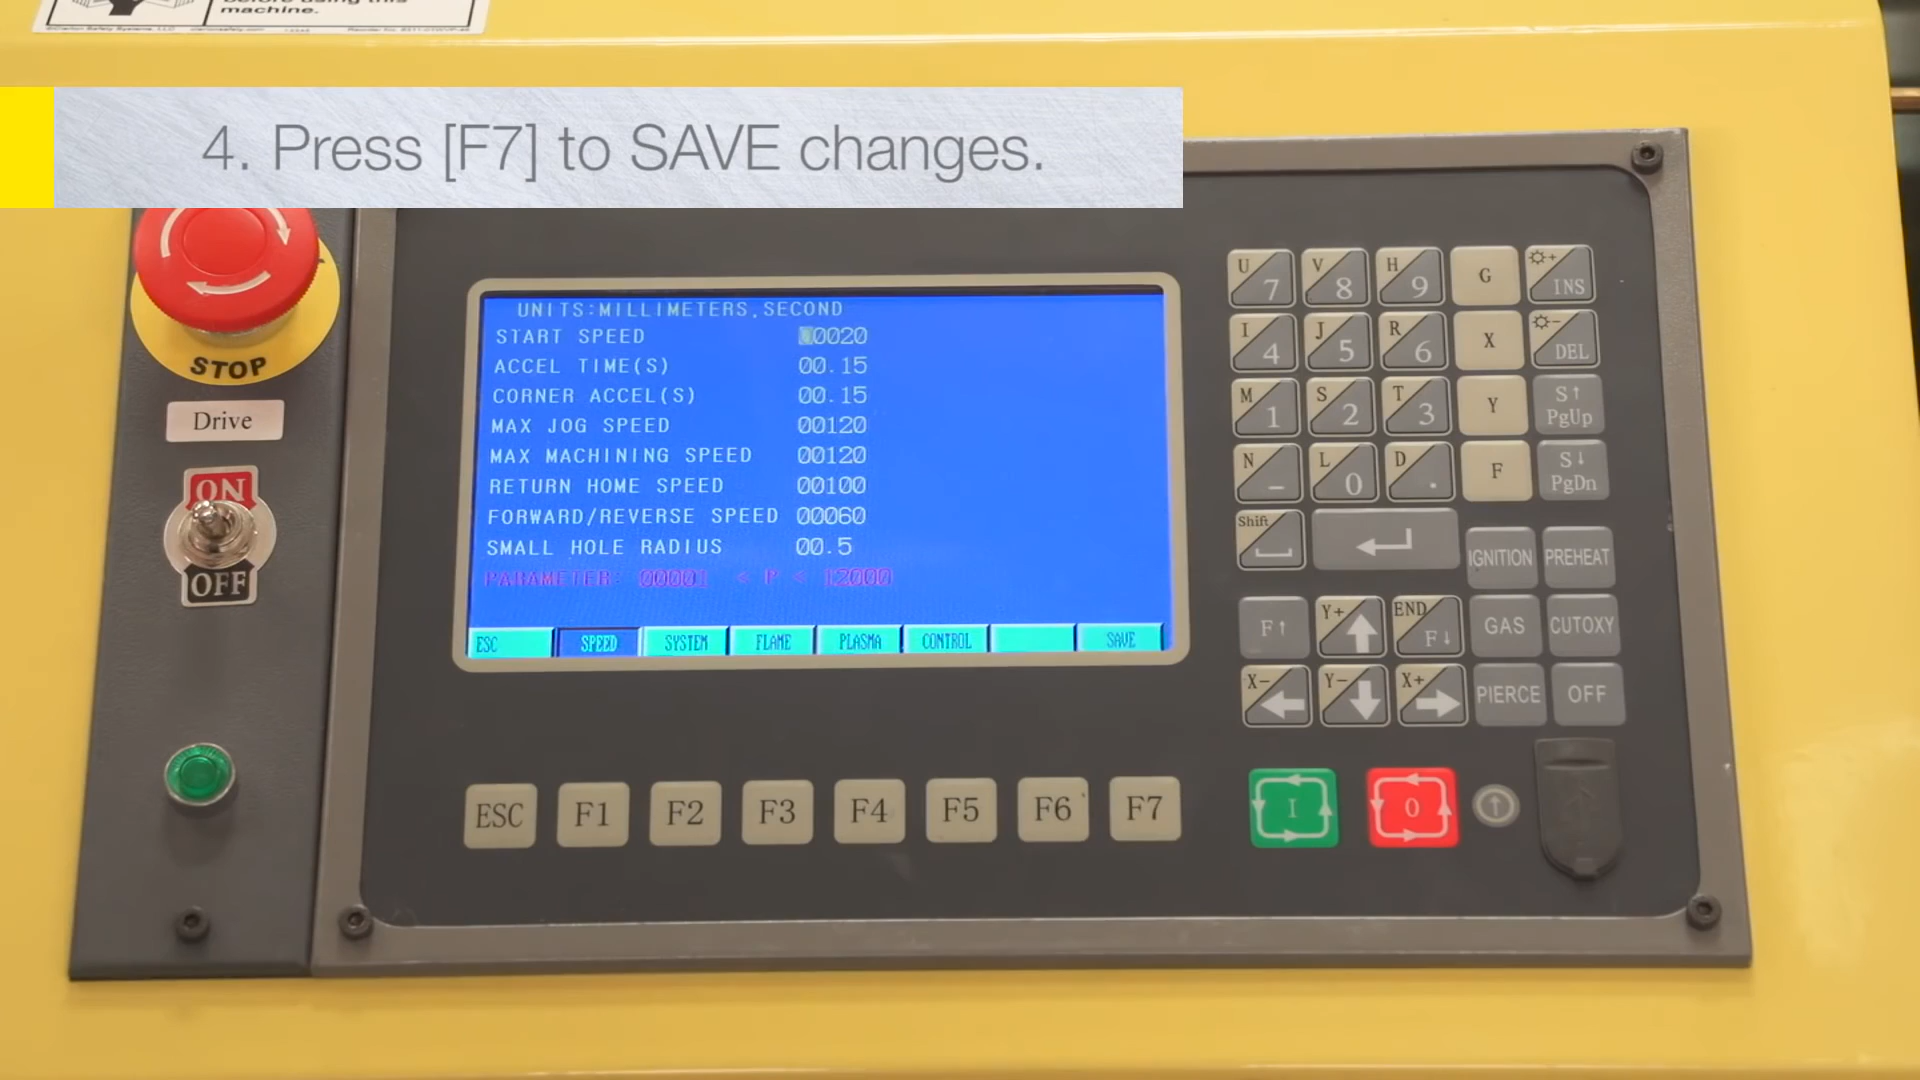 before using this
machine.
4. Press [F7] to SAVE changes.
STOP
Drive
ON
OFF
UNITS:MILLIMETERS,SECOND
START SPEED 00020
ACCEL TIME(S) 00.15
CORNER ACCEL(S) 00.15
MAX JOG SPEED 00120
MAX MACHINING SPEED 00120
RETURN HOME SPEED 00100
FORWARD/REVERSE SPEED 00060
SMALL HOLE RADIUS 00.5
PARAMETER: 00001 < P < 12000
ESC SPEED SYSTEM FLAME PLASMA CONTROL SAVE
ESC F1 F2 F3 F4 F5 F6 F7
U 7 V 8 H 9 G INS
I 4 J 5 R 6 X DEL
M 1 S 2 T 3 Y S↑ PgUp
N - L 0 D . F S↓ PgDn
Shift IGNITION PREHEAT
F↑ Y+ END F↓ GAS CUTOXY
X- Y- X+ PIERCE OFF
I 0